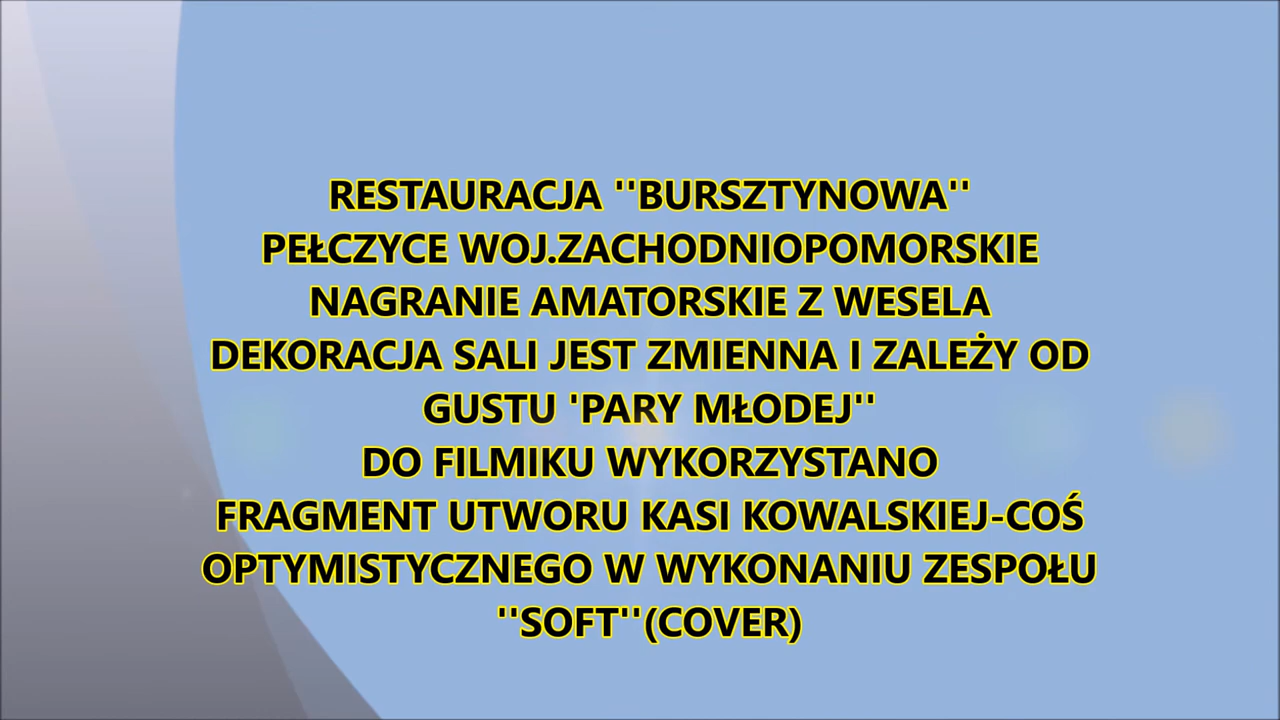 RESTAURACJA ''BURSZTYNOWA''
PEŁCZYCE WOJ.ZACHODNIOPOMORSKIE
NAGRANIE AMATORSKIE Z WESELA
DEKORACJA SALI JEST ZMIENNA I ZALEŻY OD
GUSTU 'PARY MŁODEJ''
DO FILMIKU WYKORZYSTANO
FRAGMENT UTWORU KASI KOWALSKIEJ-COŚ
OPTYMISTYCZNEGO W WYKONANIU ZESPOŁU
''SOFT''(COVER)